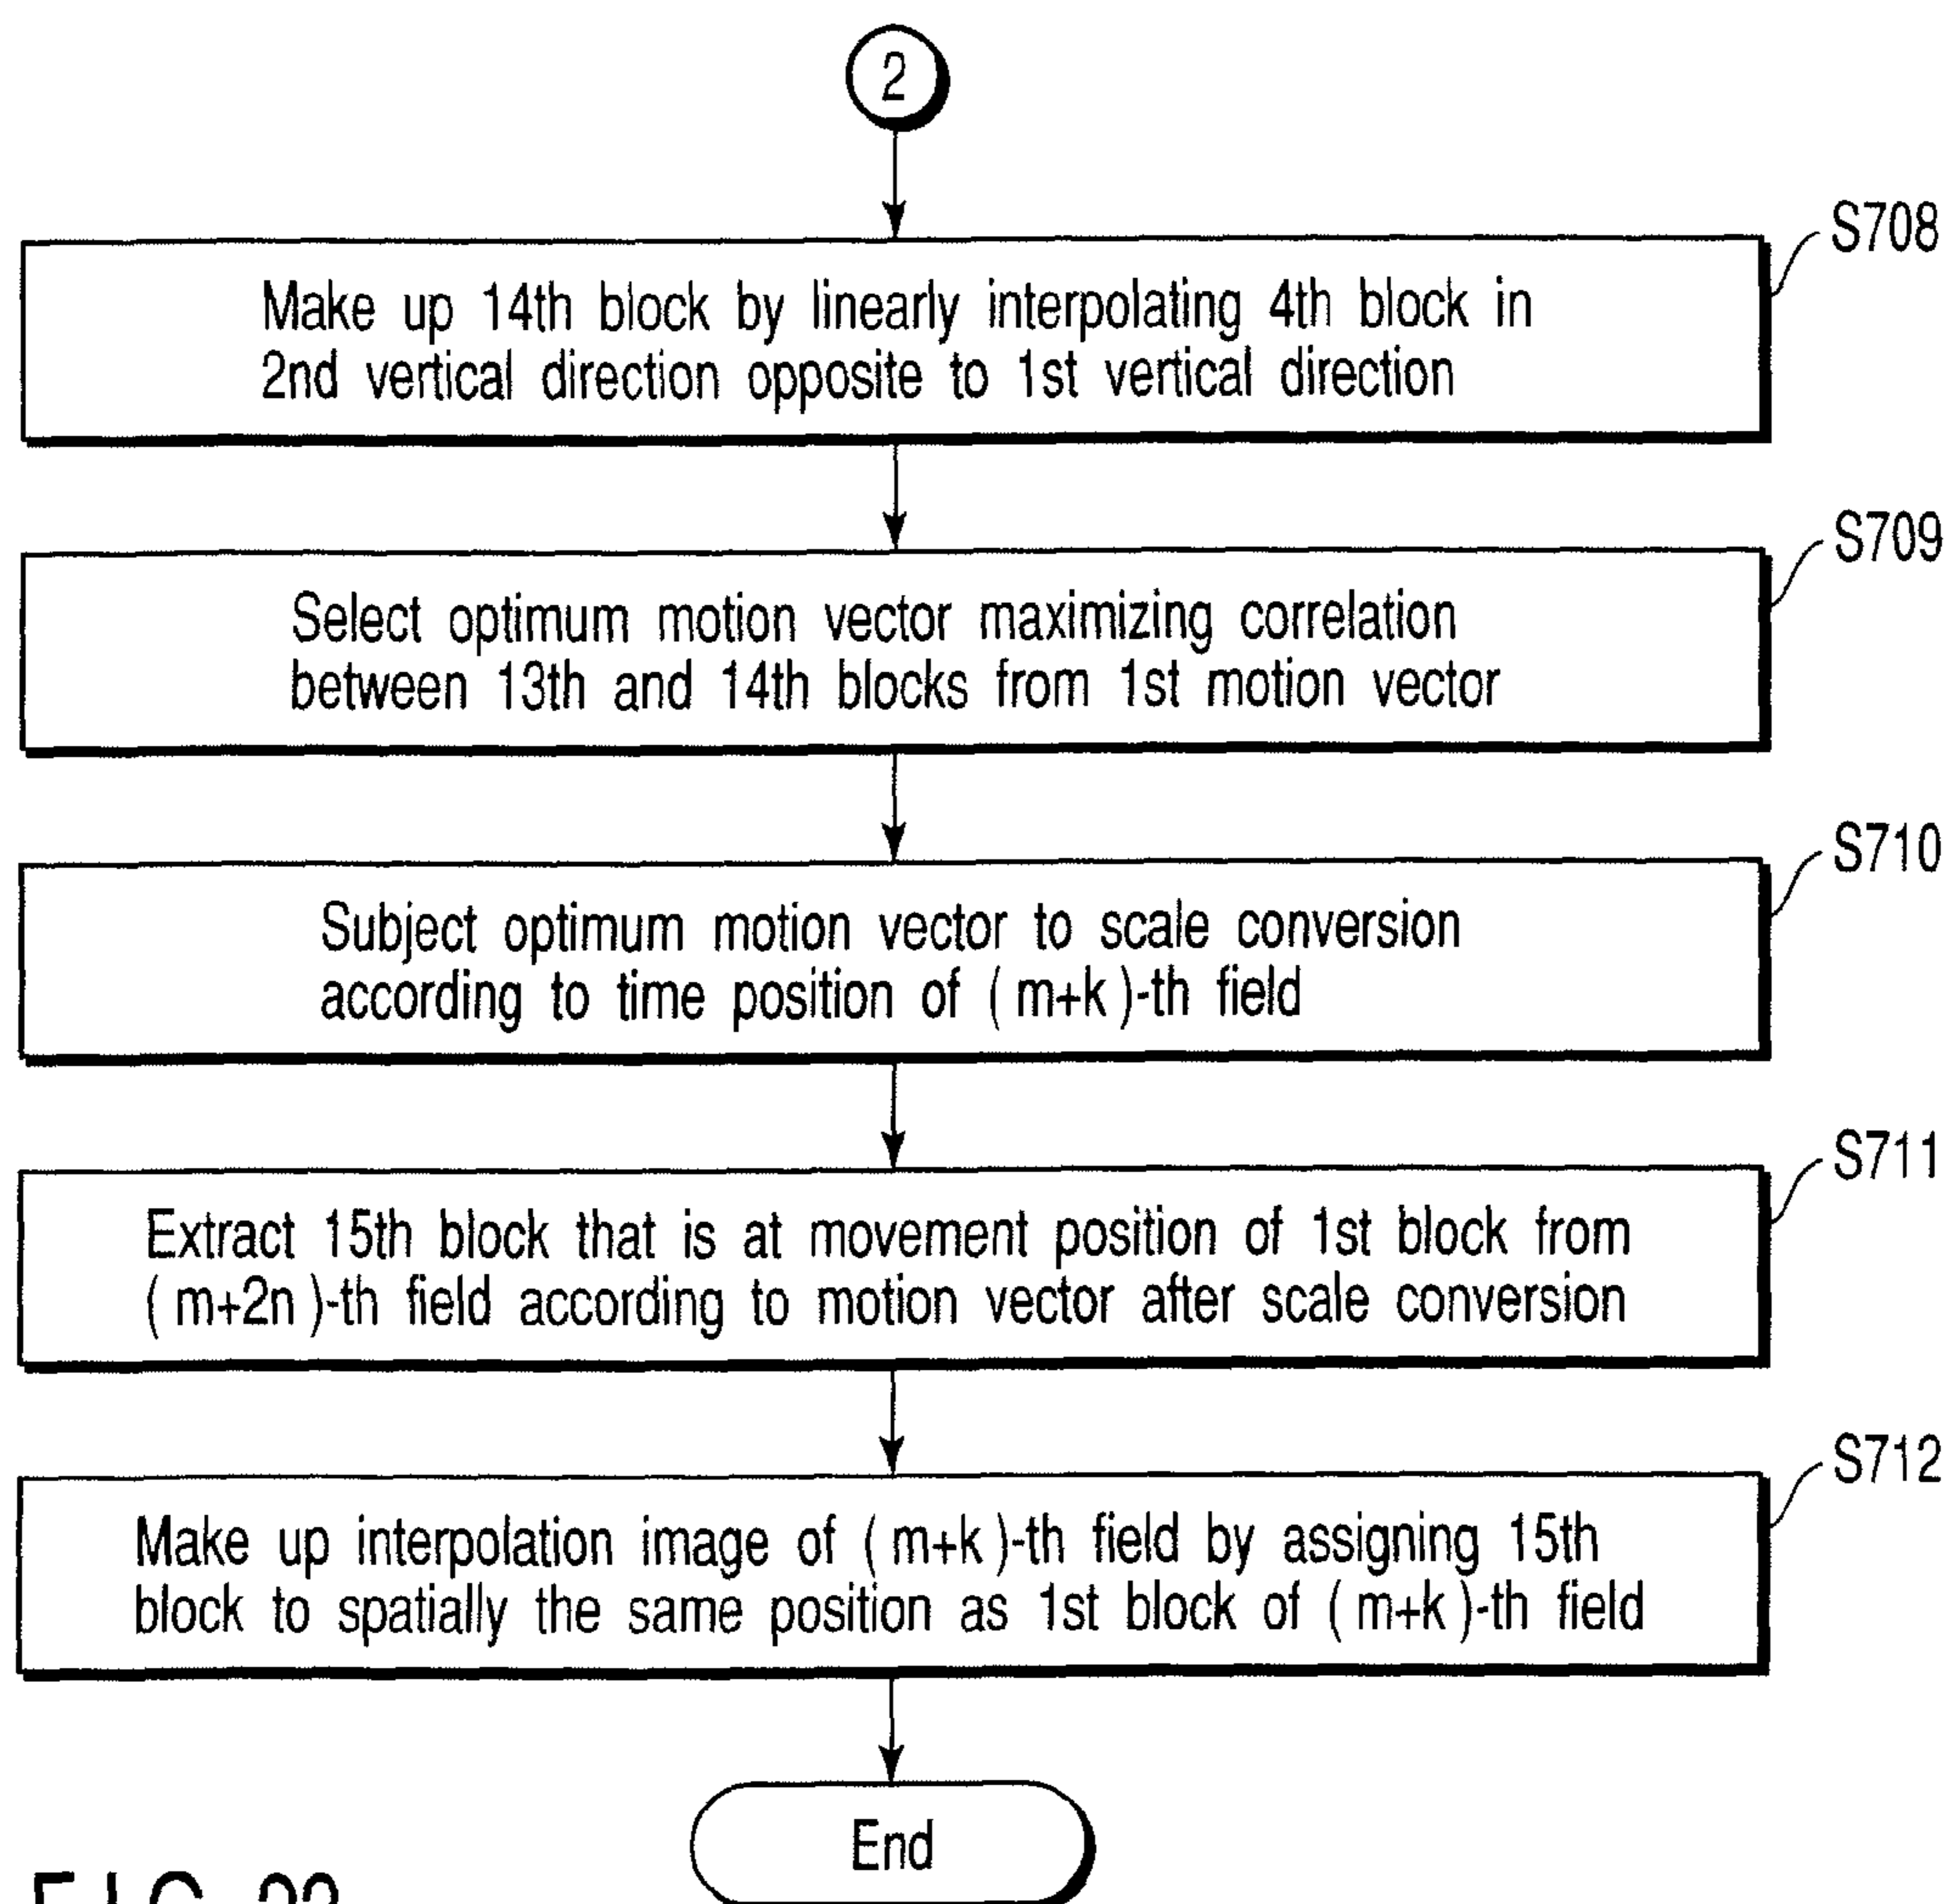 2
S708
Make up 14th block by linearly interpolating 4th block in
2nd vertical direction opposite to 1st vertical direction
S709
Select optimum motion vector maximizing correlation
between 13th and 14th blocks from 1st motion vector
S710
Subject optimum motion vector to scale conversion
according to time position of (m+k)-th field
S711
Extract 15th block that is at movement position of 1st block from
(m+2n)-th field according to motion vector after scale conversion
S712
Make up interpolation image of (m+k)-th field by assigning 15th
block to spatially the same position as 1st block of (m+k)-th field
End